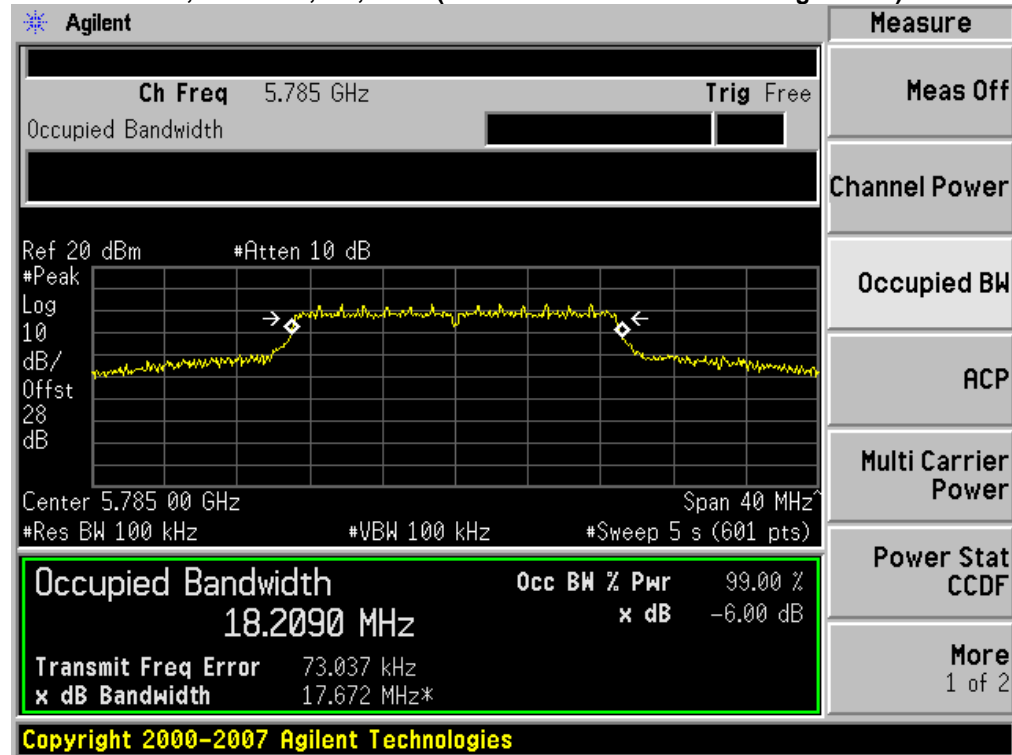 Agilent
Measure
Ch Freq 5.785 GHz Trig Free
Occupied Bandwidth
Meas Off
Channel Power
Occupied BW
ACP
Multi Carrier
Power
Power Stat
CCDF
More
1 of 2
Ref 20 dBm #Atten 10 dB
#Peak
Log
10
dB/
Offst
28
dB
Center 5.785 00 GHz Span 40 MHz^
#Res BW 100 kHz #VBW 100 kHz #Sweep 5 s (601 pts)
Occupied Bandwidth Occ BW % Pwr 99.00 %
18.2090 MHz x dB -6.00 dB
Transmit Freq Error 73.037 kHz
x dB Bandwidth 17.672 MHz*
Copyright 2000-2007 Agilent Technologies